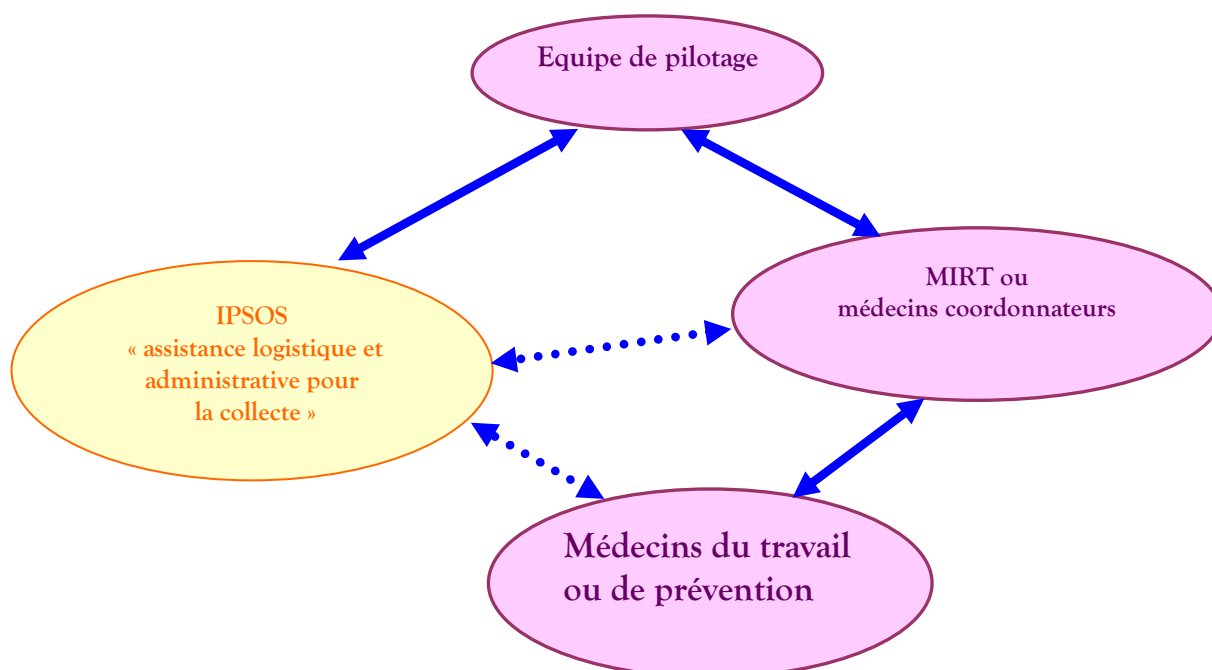 Equipe de pilotage
MIRT ou
médecins coordonnateurs
IPSOS
« assistance logistique et
administrative pour
la collecte »
Médecins du travail
ou de prévention